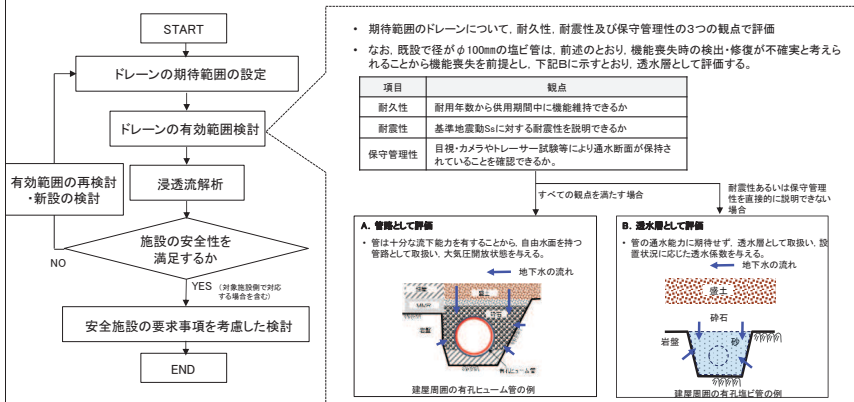 START
ドレーンの期待範囲の設定
ドレーンの有効範囲検討
有効範囲の再検討
・新設の検討
浸透流解析
施設の安全性を
満足するか
NO
YES (対象施設側で対応
する場合を含む)
安全施設の要求事項を考慮した検討
END
・ 期待範囲のドレーンについて,耐久性,耐震性及び保守管理性の3つの観点で評価
・ なお,既設で径がφ100mmの塩ビ管は,前述のとおり,機能喪失時の検出・修復が不確実と考えら
れることから機能喪失を前提とし,下記Bに示すとおり,透水層として評価する。
項目 観点
耐久性 耐用年数から供用期間中に機能維持できるか
耐震性 基準地震動Ssに対する耐震性を説明できるか
保守管理性 目視・カメラやトレーサー試験等により通水断面が保持
されていることを確認できるか。
すべての観点を満たす場合
耐震性あるいは保守管理
性を直接的に説明できない
場合
A. 管路として評価
・ 管は十分な流下能力を有することから,自由水面を持つ
管路として取扱い,大気圧開放状態を与える。
地下水の流れ
盛土
MMR
砕石
岩盤
有孔ヒューム管
建屋周囲の有孔ヒューム管の例
B. 透水層として評価
・ 管の通水能力に期待せず,透水層として取扱い,設
置状況に応じた透水係数を与える。
地下水の流れ
盛土
砕石
岩盤
砂
建屋周囲の有孔塩ビ管の例